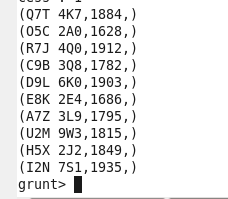 (Q7T 4K7,1884,)
(O5C 2A0,1628,)
(R7J 4Q0,1912,)
(C9B 3Q8,1782,)
(D9L 6K0,1903,)
(E8K 2E4,1686,)
(A7Z 3L9,1795,)
(U2M 9W3,1815,)
(H5X 2J2,1849,)
(I2N 7S1,1935,)
grunt>